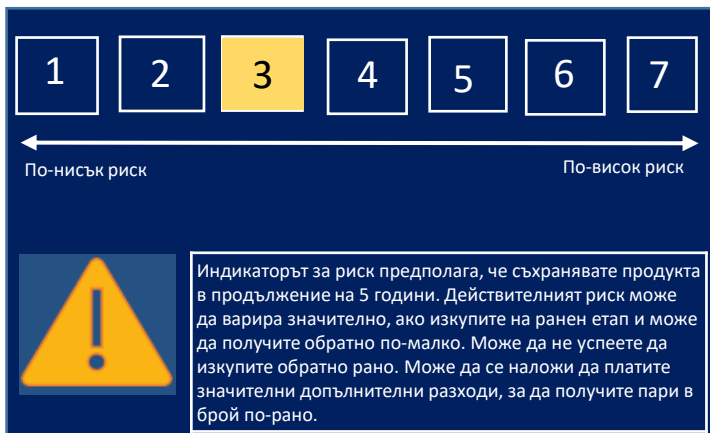 1 2 3 4 5 6 7
По-нисък риск По-висок риск
Индикаторът за риск предполага, че съхранявате продукта
в продължение на 5 години. Действителният риск може
да варира значително, ако изкупите на ранен етап и може
да получите обратно по-малко. Може да не успеете да
изкупите обратно рано. Може да се наложи да платите
значителни допълнителни разходи, за да получите пари в
брой по-рано.